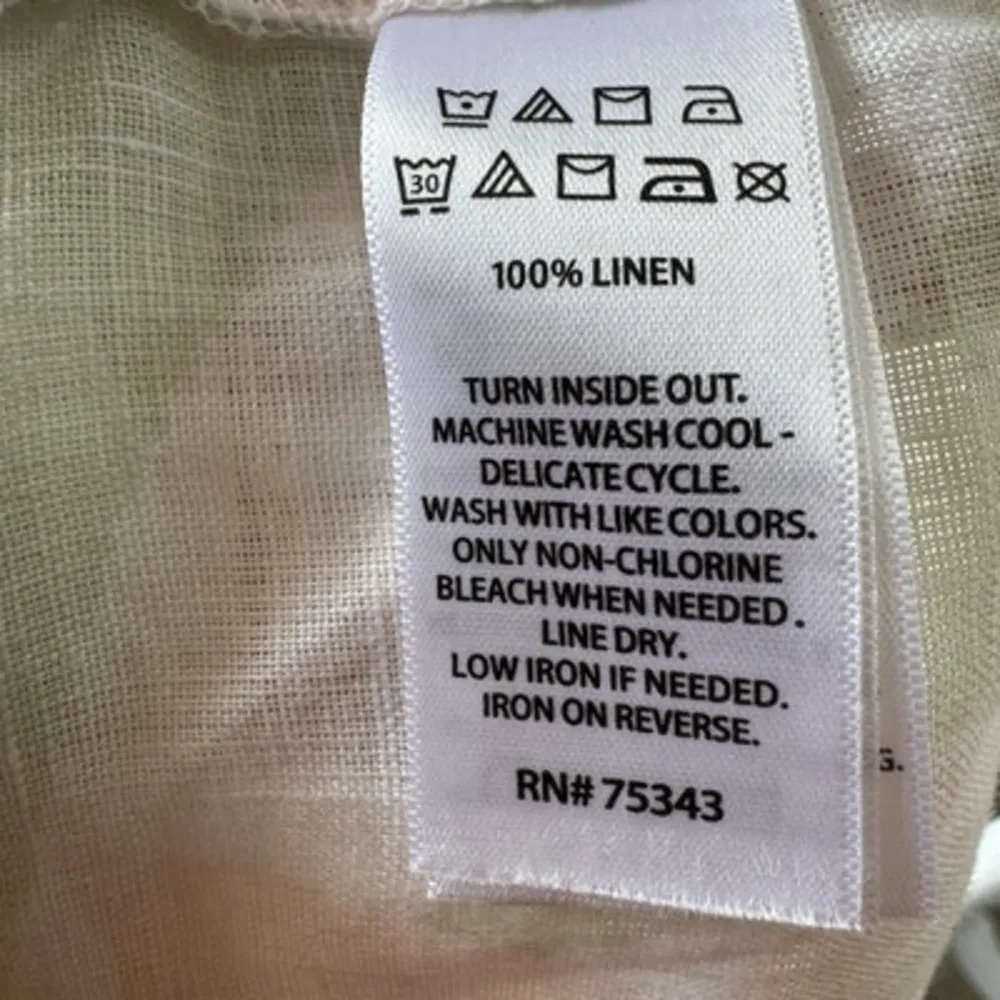 30
100% LINEN
TURN INSIDE OUT.
MACHINE WASH COOL -
DELICATE CYCLE.
WASH WITH LIKE COLORS.
ONLY NON-CHLORINE
BLEACH WHEN NEEDED.
LINE DRY.
LOW IRON IF NEEDED.
IRON ON REVERSE.
RN# 75343
G.